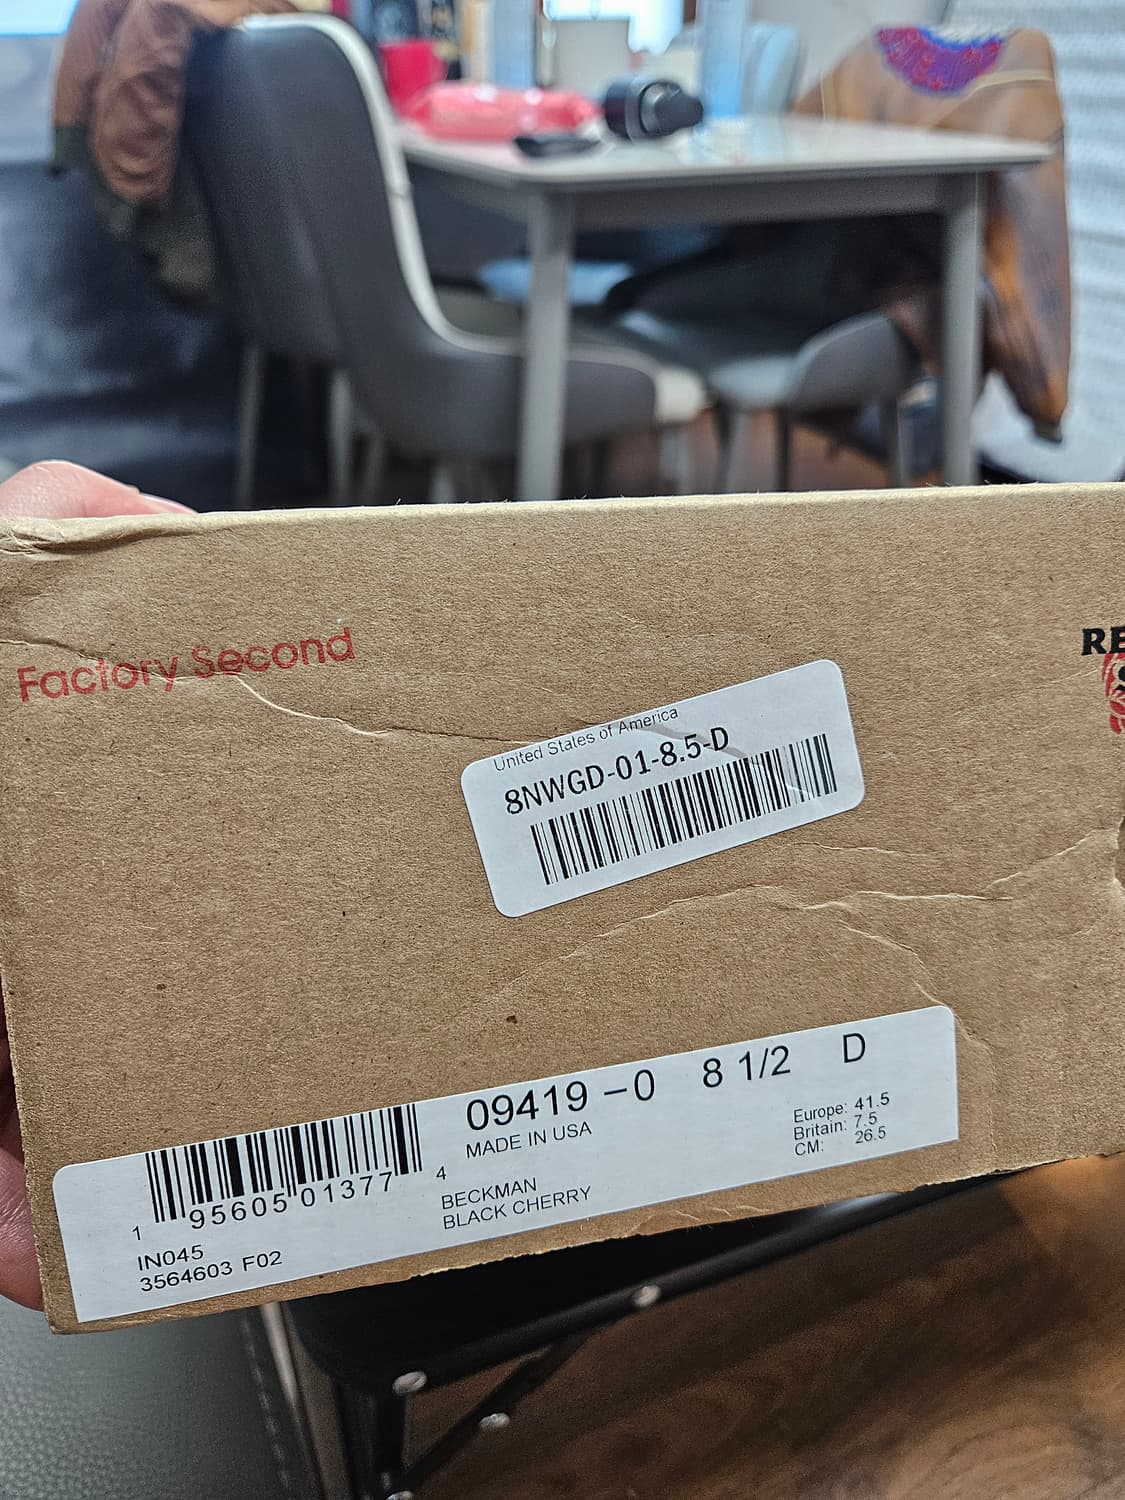 Factory Second
RE
United States of America
8NWGD-01-8.5-D
09419 –0 8 1/2 D
MADE IN USA
Europe: 41.5
Britain: 7.5
CM: 26.5
1 95605 01377 4
BECKMAN
BLACK CHERRY
IN045
3564603 F02